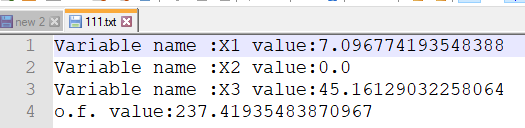 new 2
111.txt
1 Variable name :X1 value:7.096774193548388
2 Variable name :X2 value:0.0
3 Variable name :X3 value:45.16129032258064
4 o.f. value:237.41935483870967